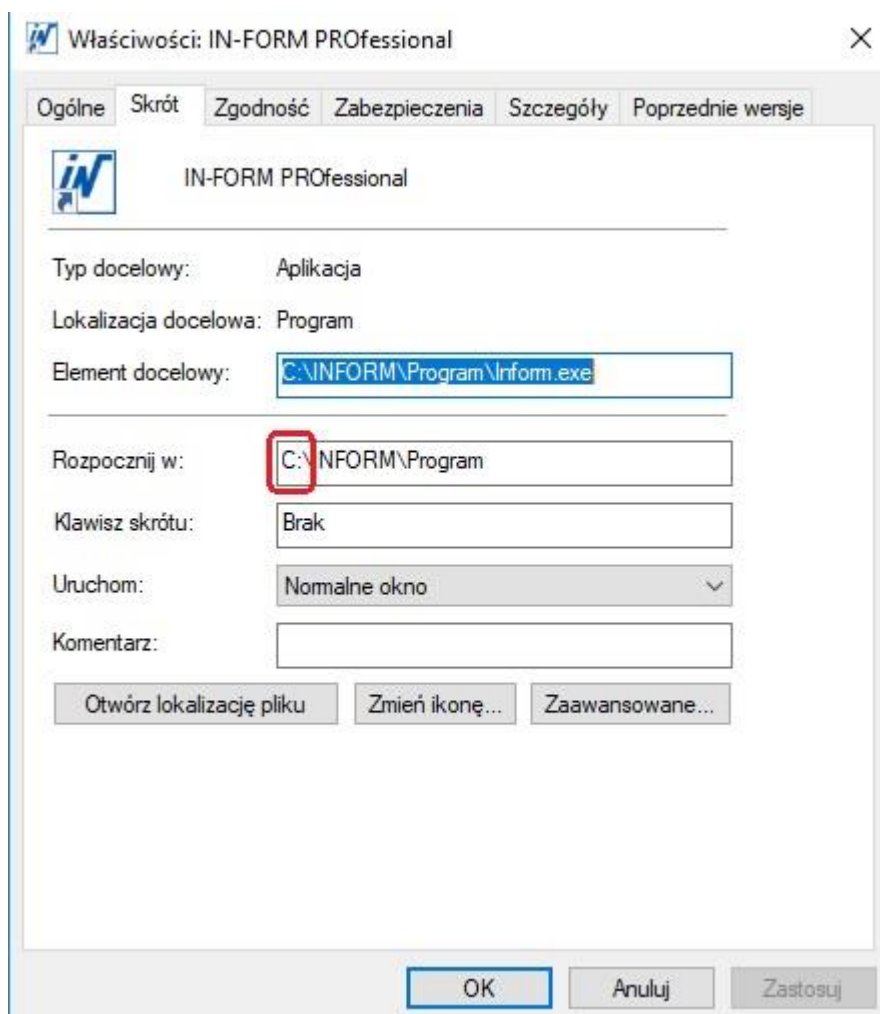 Właściwości: IN-FORM PROfessional
Ogólne Skrót Zgodność Zabezpieczenia Szczegóły Poprzednie wersje
iN IN-FORM PROfessional
Typ docelowy: Aplikacja
Lokalizacja docelowa: Program
Element docelowy: C:\INFORM\Program\Inform.exe
Rozpocznij w: C:\INFORM\Program
Klawisz skrótu: Brak
Uruchom: Normalne okno
Komentarz:
Otwórz lokalizację pliku Zmień ikonę... Zaawansowane...
OK Anuluj Zastosuj